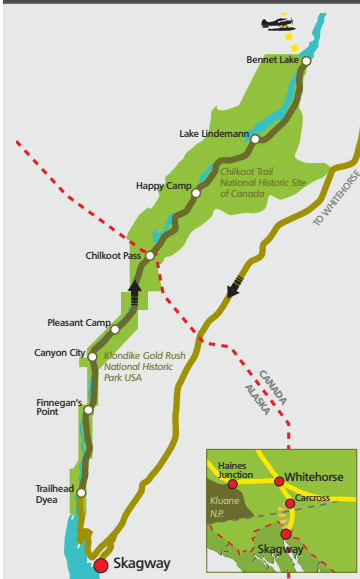 Bennet Lake
Lake Lindemann
Chilkoot Trail
National Historic Site
of Canada
Happy Camp
TO WHITEHORSE
Chilkoot Pass
Pleasant Camp
Canyon City
Klondike Gold Rush
National Historic
Park USA
CANADA
ALASKA
Finnegan's
Point
Trailhead
Dyea
Skagway
Haines
Junction
Whitehorse
Kluane
N.P.
Carcross
Skagway